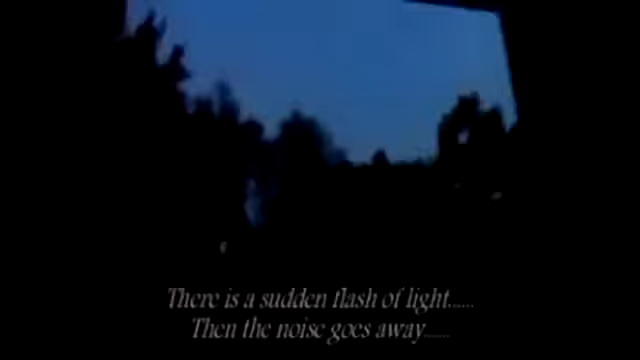 There is a sudden flash of light......
Then the noise goes away......